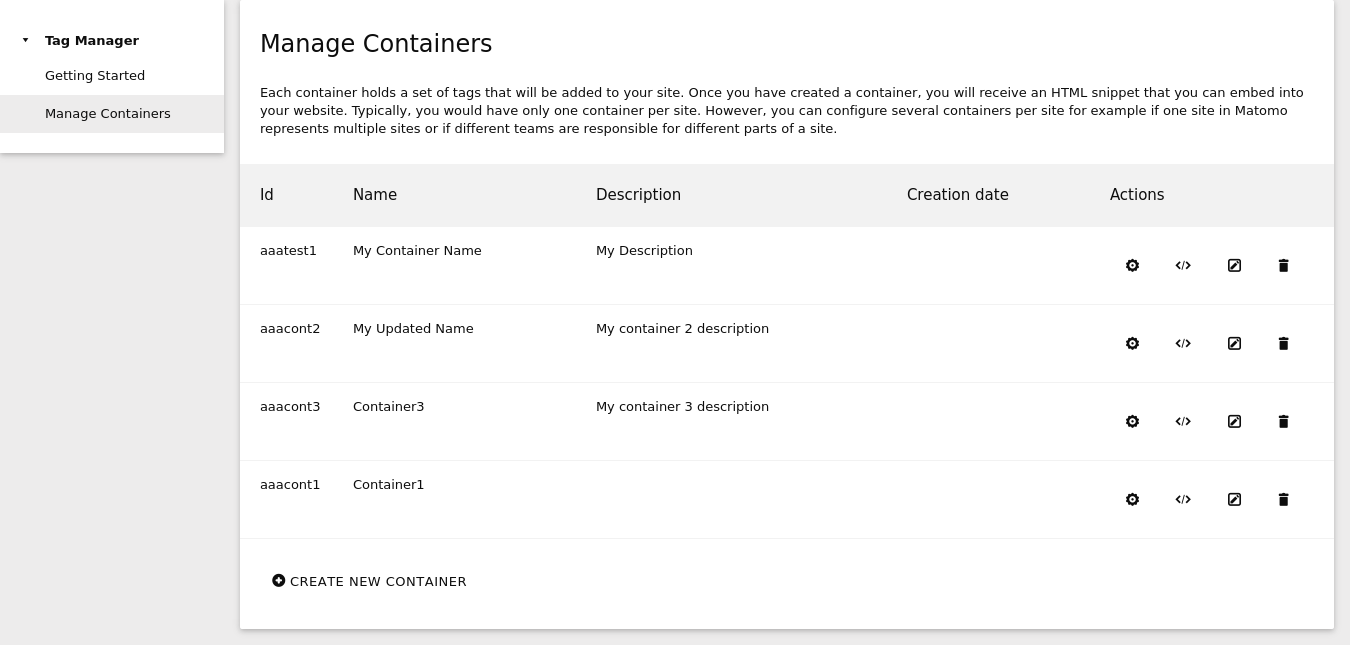 Tag Manager
Getting Started
Manage Containers
Manage Containers
Each container holds a set of tags that will be added to your site. Once you have created a container, you will receive an HTML snippet that you can embed into
your website. Typically, you would have only one container per site. However, you can configure several containers per site for example if one site in Matomo
represents multiple sites or if different teams are responsible for different parts of a site.
Id Name Description Creation date Actions
aaatest1 My Container Name My Description
aaacont2 My Updated Name My container 2 description
aaacont3 Container3 My container 3 description
aaacont1 Container1
CREATE NEW CONTAINER